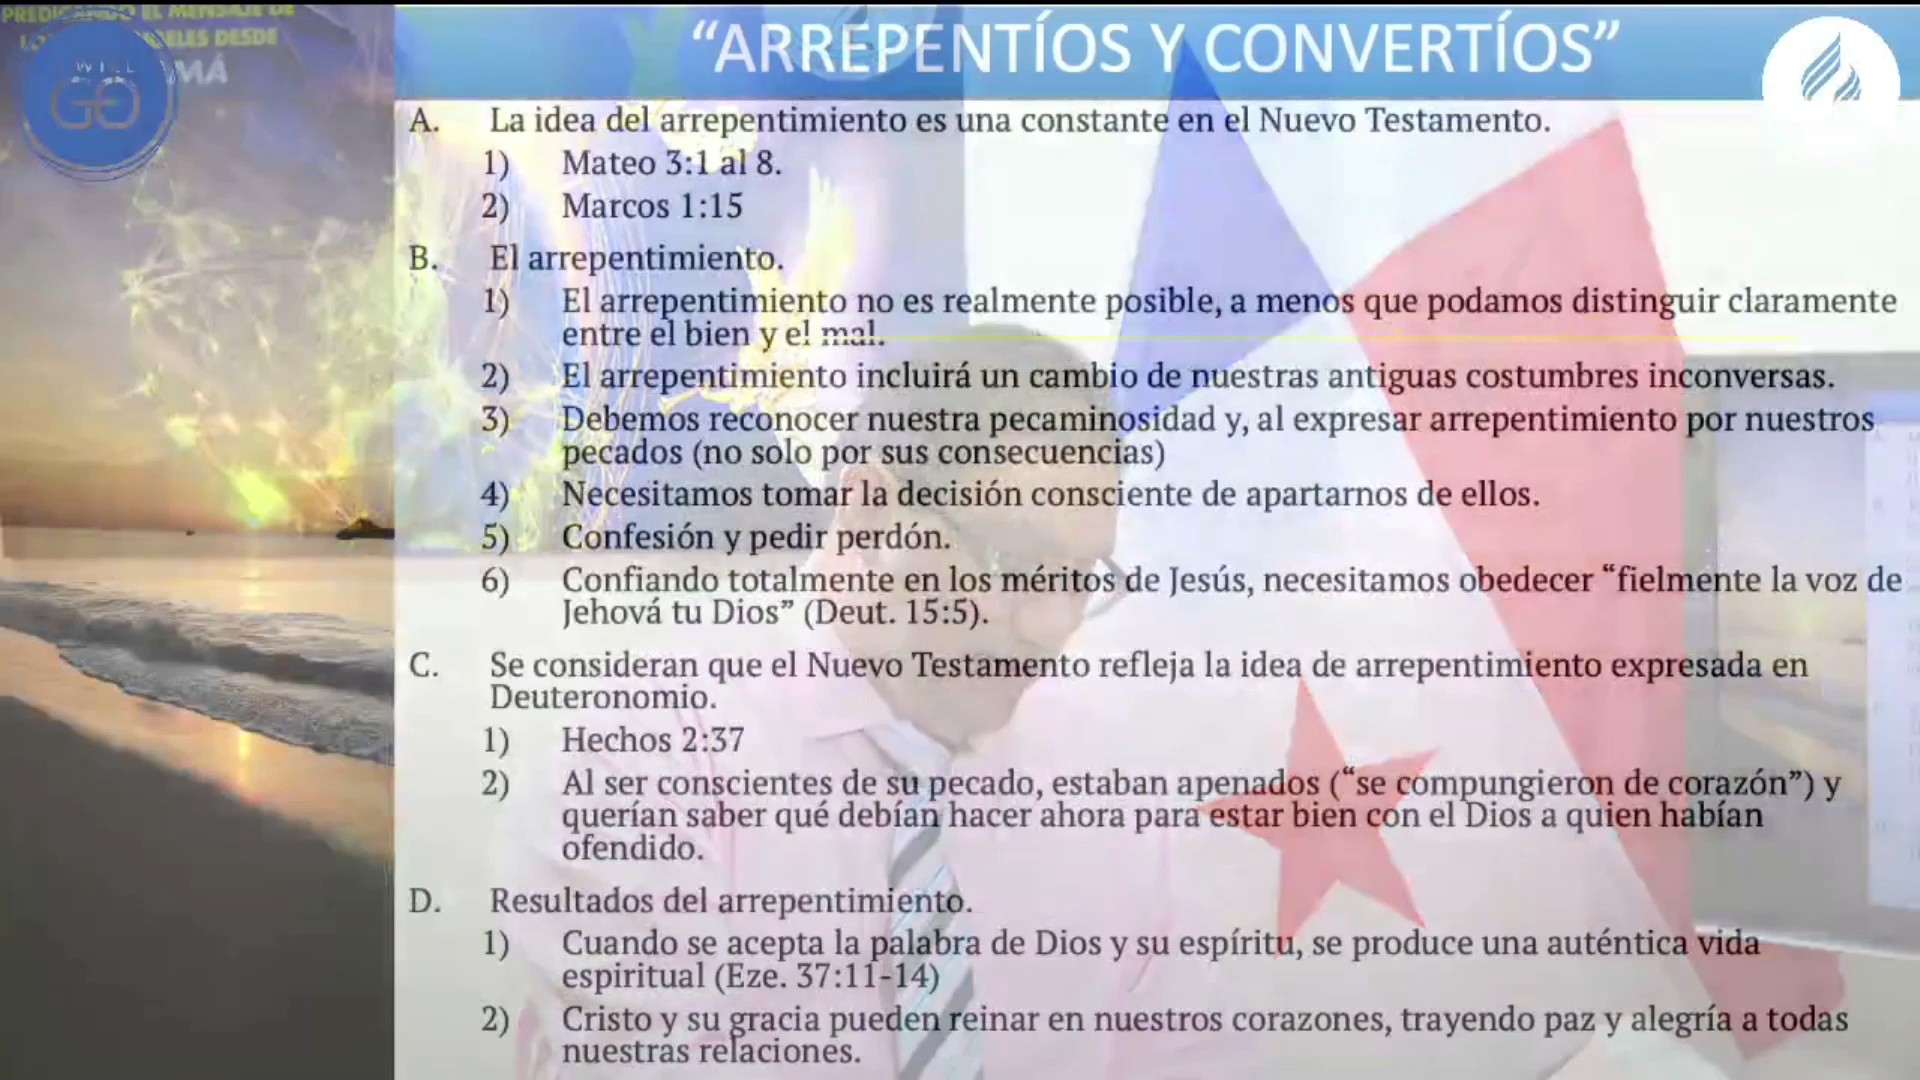 PREDICANDO EL MENSAJE DE
DESDE
I WILL
GO
“ARREPENTÍOS Y CONVERTÍOS”
A. La idea del arrepentimiento es una constante en el Nuevo Testamento.
1) Mateo 3:1 al 8.
2) Marcos 1:15
B. El arrepentimiento.
1) El arrepentimiento no es realmente posible, a menos que podamos distinguir claramente
entre el bien y el mal.
2) El arrepentimiento incluirá un cambio de nuestras antiguas costumbres inconversas.
3) Debemos reconocer nuestra pecaminosidad y, al expresar arrepentimiento por nuestros
pecados (no solo por sus consecuencias)
4) Necesitamos tomar la decisión consciente de apartarnos de ellos.
5) Confesión y pedir perdón.
6) Confiando totalmente en los méritos de Jesús, necesitamos obedecer “fielmente la voz de
Jehová tu Dios” (Deut. 15:5).
C. Se consideran que el Nuevo Testamento refleja la idea de arrepentimiento expresada en
Deuteronomio.
1) Hechos 2:37
2) Al ser conscientes de su pecado, estaban apenados (“se compungieron de corazón”) y
querían saber qué debían hacer ahora para estar bien con el Dios a quien habían
ofendido.
D. Resultados del arrepentimiento.
1) Cuando se acepta la palabra de Dios y su espíritu, se produce una auténtica vida
espiritual (Eze. 37:11-14)
2) Cristo y su gracia pueden reinar en nuestros corazones, trayendo paz y alegría a todas
nuestras relaciones.